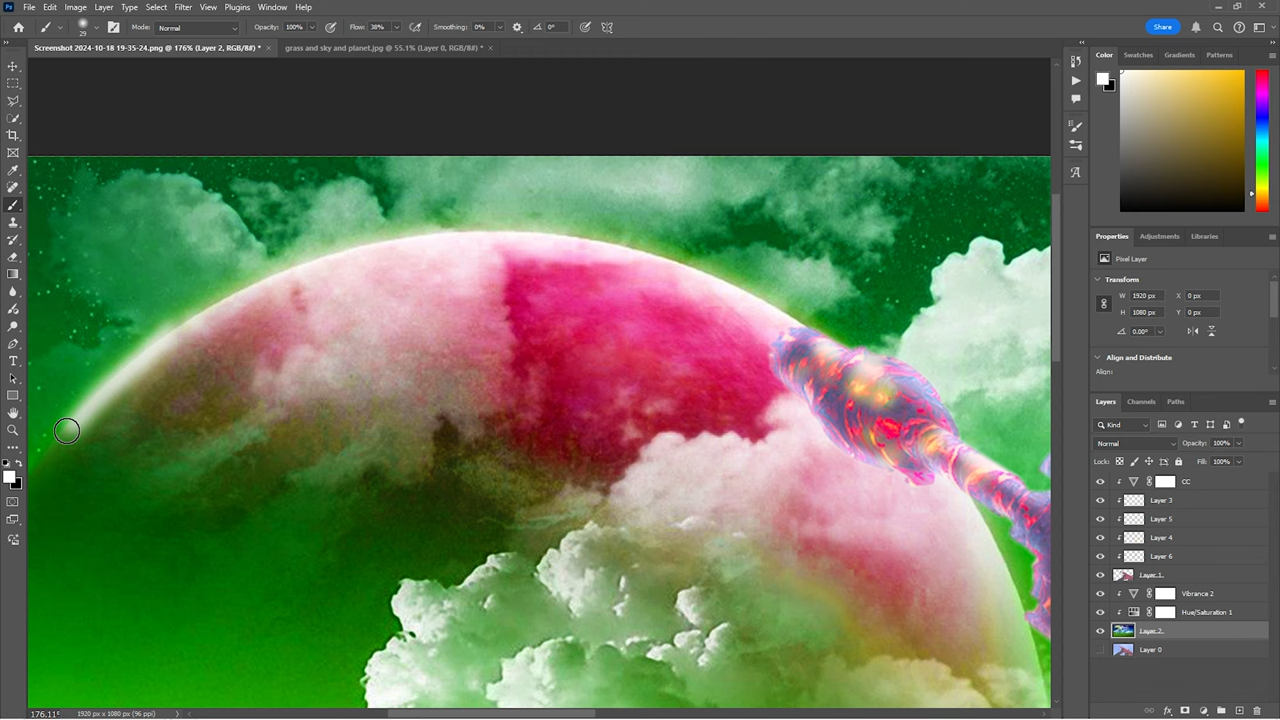 Ps File Edit Image Layer Type Select Filter View Plugins Window Help
29 Mode: Normal Opacity: 100% Flow: 38% Smoothing: 0% 0° Share
Screenshot 2024-10-18 19-35-24.png @ 176% (Layer 2, RGB/8#) * × grass and sky and planet.jpg @ 55.1% (Layer 0, RGB/8#) * ×
Color Swatches Gradients Patterns
Properties Adjustments Libraries
Pixel Layer
Transform
W 1920 px X 0 px
H 1080 px Y 0 px
0.00°
Align and Distribute
Align:
Layers Channels Paths
Kind
Normal Opacity: 100%
Lock: Fill: 100%
CC
Layer 3
Layer 5
Layer 4
Layer 6
Layer 1
Vibrance 2
Hue/Saturation 1
Layer 2
Layer 0
176.11% 1920 px x 1080 px (96 ppi)